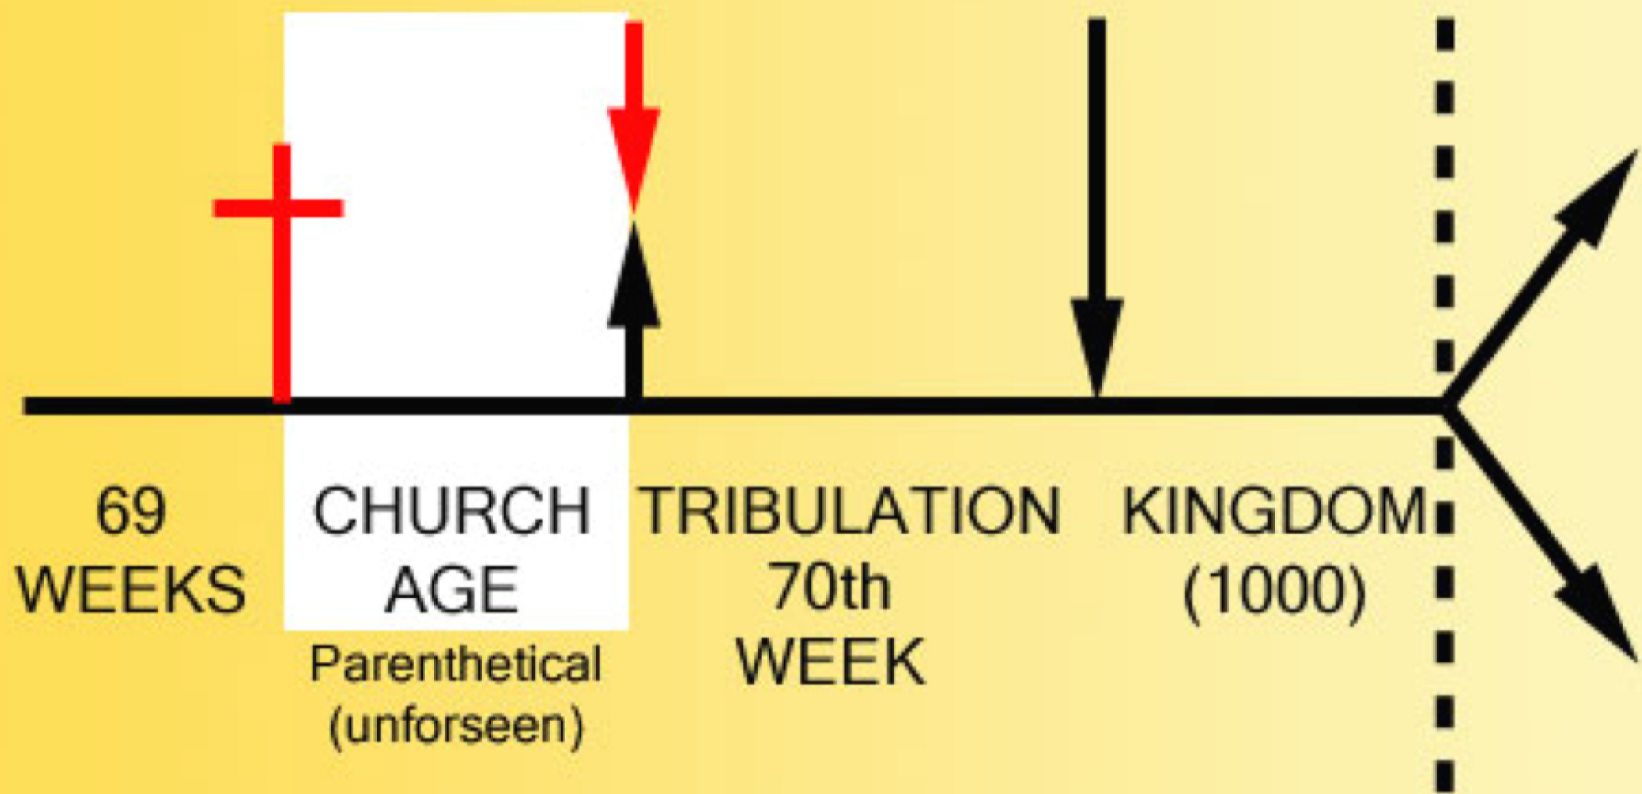 69
WEEKS
CHURCH
AGE
Parenthetical
(unforseen)
TRIBULATION
70th
WEEK
KINGDOM
(1000)